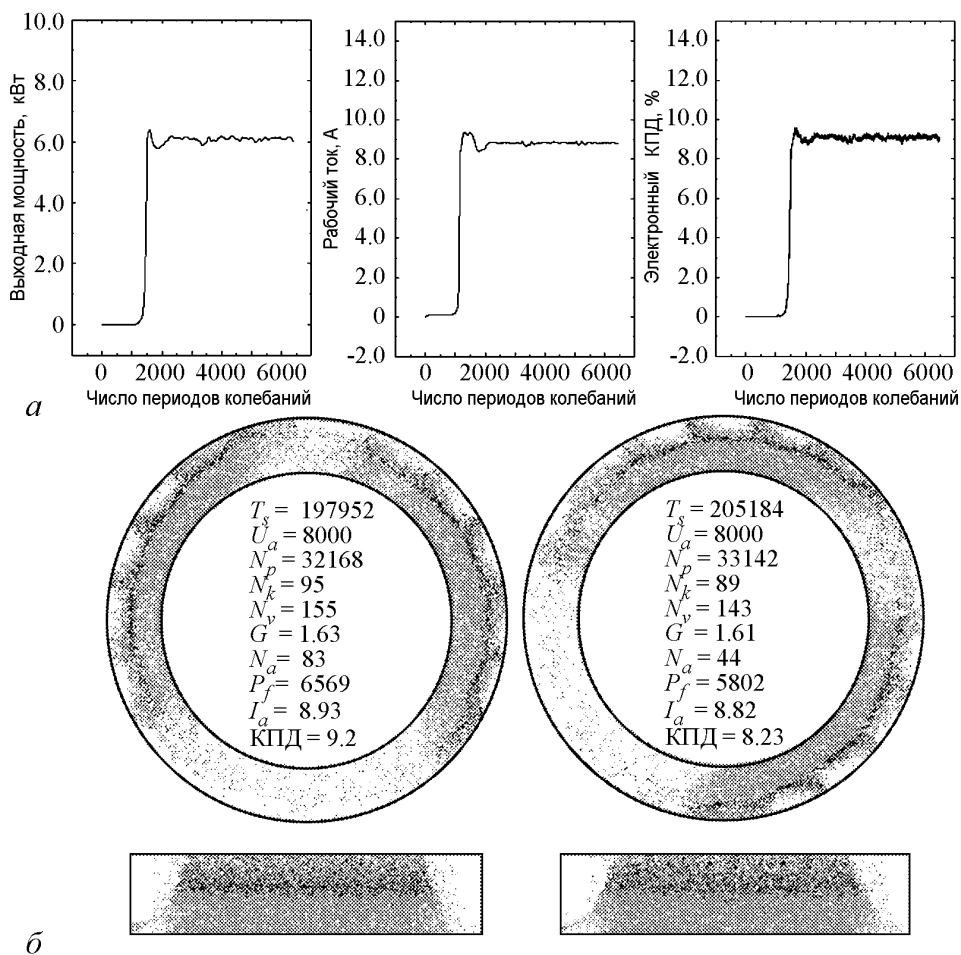 Выходная мощность, кВт
10.0
8.0
6.0
4.0
2.0
0
0 2000 4000 6000
Число периодов колебаний
Рабочий ток, А
14.0
12.0
10.0
8.0
6.0
4.0
2.0
0
-2.0
0 2000 4000 6000
Число периодов колебаний
Электронный КПД, %
14.0
12.0
10.0
8.0
6.0
4.0
2.0
0
-2.0
0 2000 4000 6000
Число периодов колебаний
а
T_s = 197952
U_a = 8000
N_p = 32168
N_k = 95
N_v = 155
G = 1.63
N_a = 83
P_f = 6569
I_a = 8.93
КПД = 9.2
T_s = 205184
U_a = 8000
N_p = 33142
N_k = 89
N_v = 143
G = 1.61
N_a = 44
P_f = 5802
I_a = 8.82
КПД = 8.23
б